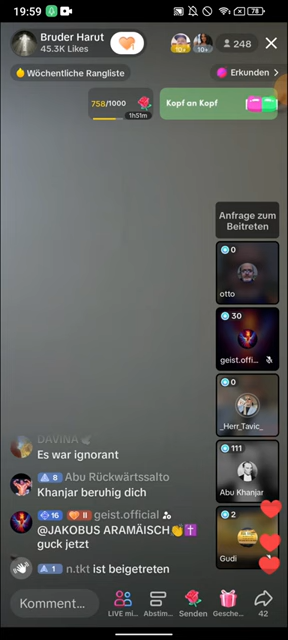 19:59
78
Bruder Harut
45.3K Likes
10+
10+
248
Wöchentliche Rangliste
Erkunden
758/1000
1h51m
Kopf an Kopf
Anfrage zum
Beitreten
0
otto
30
geist.offi...
0
_Herr_Tavic_
111
Abu Khanjar
2
Gudi
DAVINA
Es war ignorant
8 Abu Rückwärtssalto
Khanjar beruhig dich
16 II geist.official
@JAKOBUS ARAMÄISCH👏✝️
guck jetzt
1 n.tkt ist beigetreten
Komment...
LIVE mi...
Abstim...
Senden
Gesche...
42